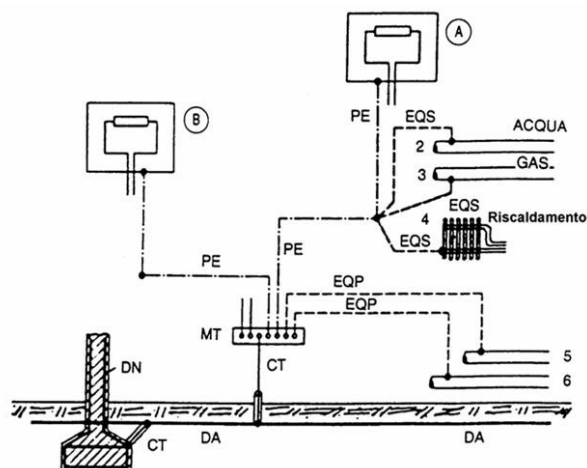 A
PE
EQS
ACQUA
2
B
3
GAS
EQS
4
Riscaldamento
EQS
PE
PE
EQP
EQP
MT
CT
5
6
DN
CT
DA
DA